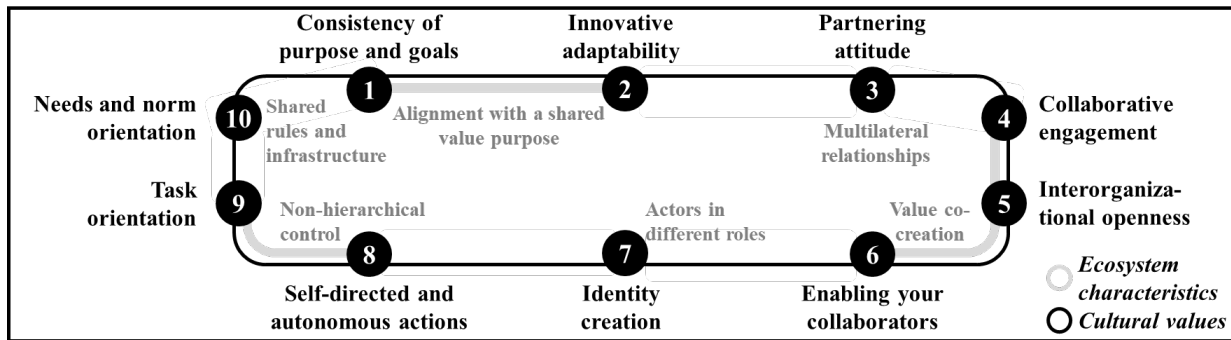 Consistency of
purpose and goals
Innovative
adaptability
Partnering
attitude
1
2
3
Needs and norm
orientation
10
Shared
rules and
infrastructure
Alignment with a shared
value purpose
Multilateral
relationships
4
Collaborative
engagement
Task
orientation
9
Non-hierarchical
control
Actors in
different roles
Value co-
creation
5
Interorganiza-
tional openness
8
7
6
Self-directed and
autonomous actions
Identity
creation
Enabling your
collaborators
Ecosystem
characteristics
Cultural values